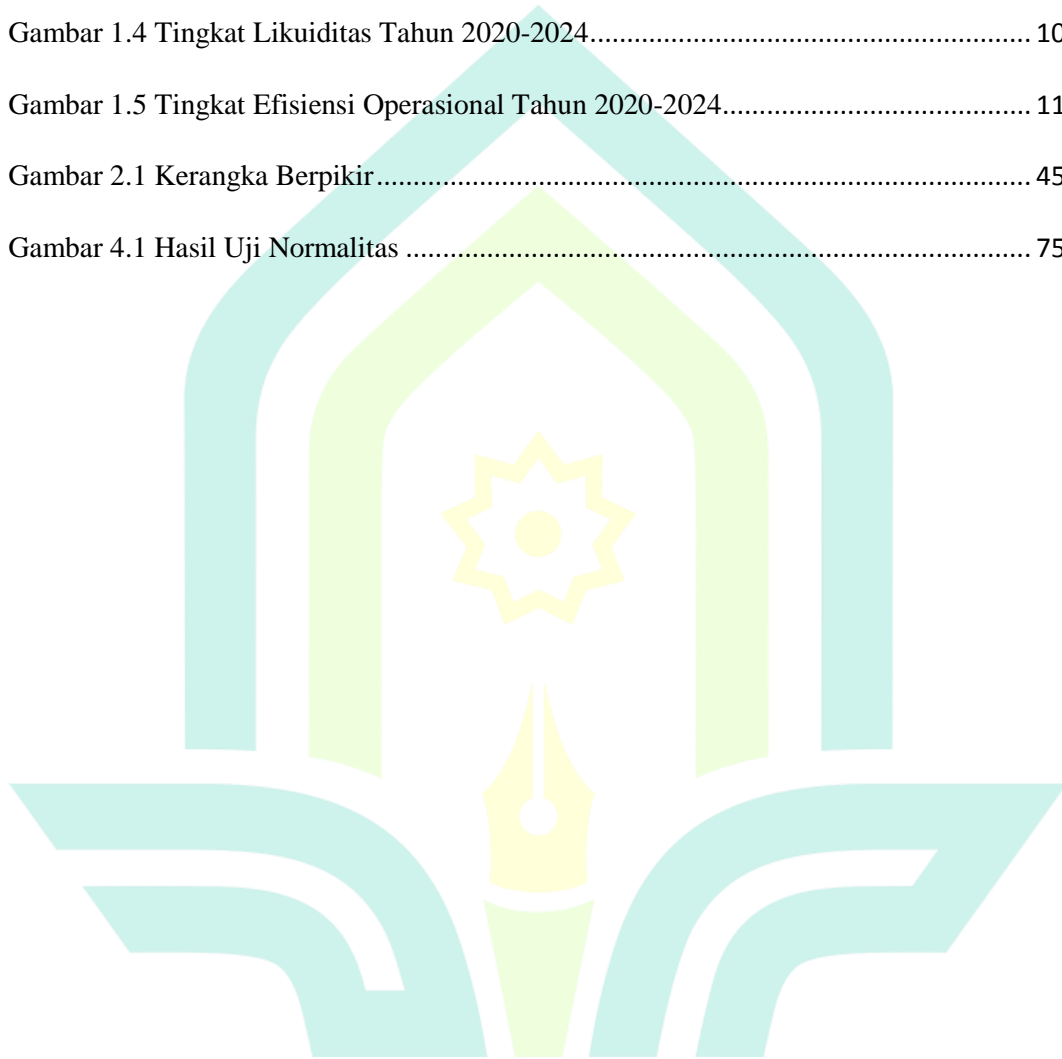 Gambar 1.4 Tingkat Likuiditas Tahun 2020-2024....................................................... 10
Gambar 1.5 Tingkat Efisiensi Operasional Tahun 2020-2024...................................... 11
Gambar 2.1 Kerangka Berpikir................................................................................ 45
Gambar 4.1 Hasil Uji Normalitas ............................................................................ 75